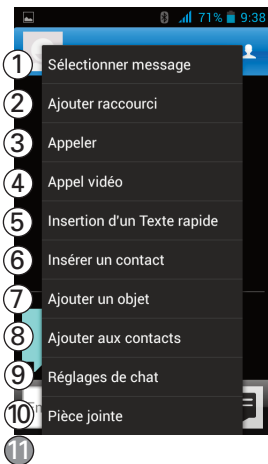 71% 9:38
1 Sélectionner message
2 Ajouter raccourci
3 Appeler
4 Appel vidéo
5 Insertion d'un Texte rapide
6 Insérer un contact
7 Ajouter un objet
8 Ajouter aux contacts
9 Réglages de chat
10 Pièce jointe
11